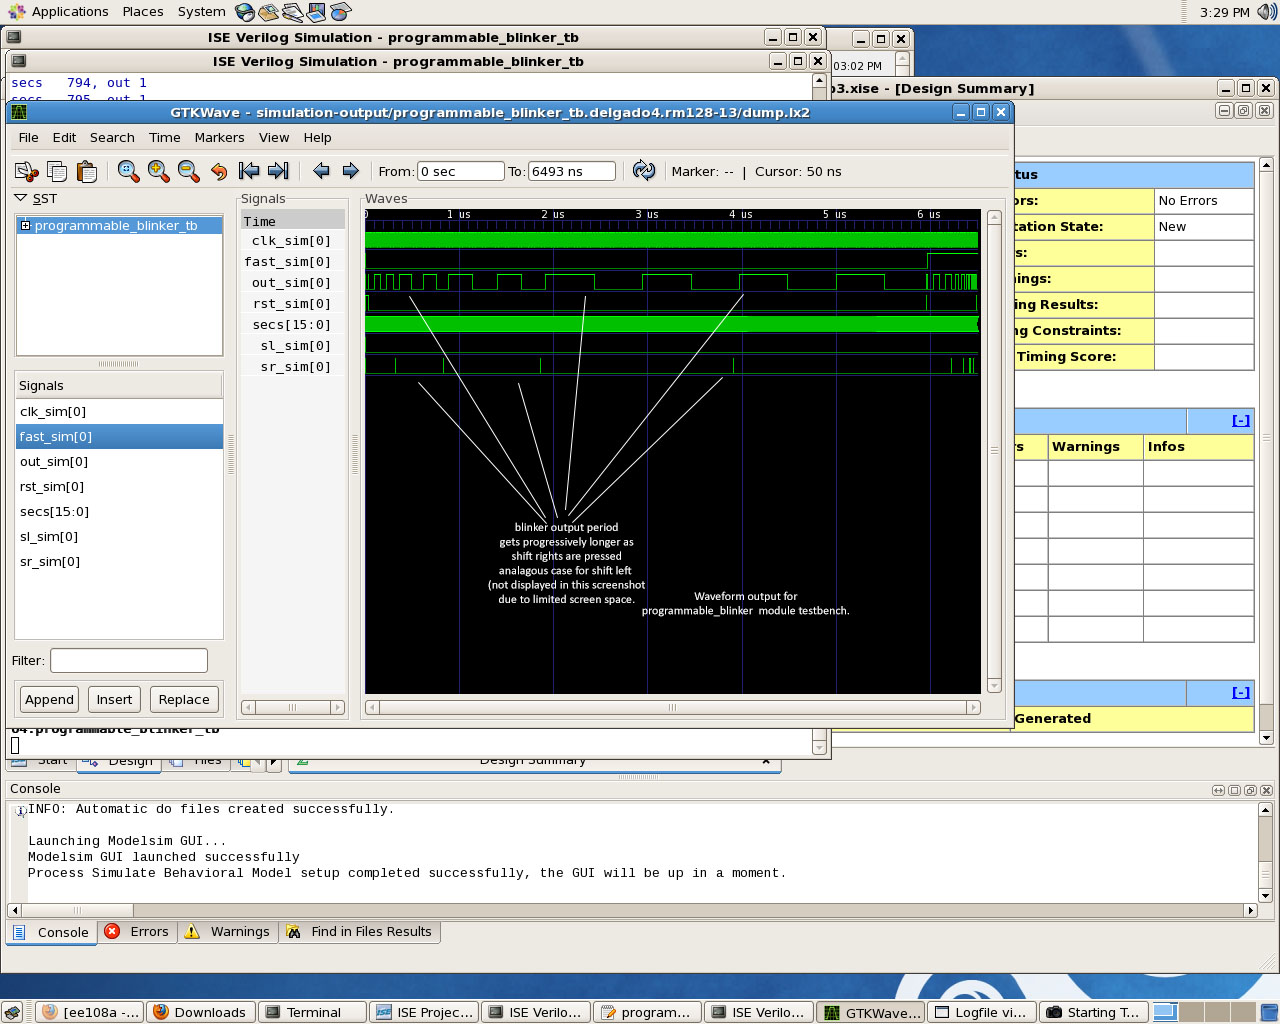 Applications Places System 3:29 PM
ISE Verilog Simulation - programmable_blinker_tb
ISE Verilog Simulation - programmable_blinker_tb
03:02 PM
secs 794, out 1
secs 795, out 1
p3.xise - [Design Summary]
GTKWave - simulation-output/programmable_blinker_tb.delgado4.rm128-13/dump.lx2
File Edit Search Time Markers View Help
From: 0 sec To: 6493 ns Marker: -- | Cursor: 50 ns
SST
programmable_blinker_tb
Signals
clk_sim[0]
fast_sim[0]
out_sim[0]
rst_sim[0]
secs[15:0]
sl_sim[0]
sr_sim[0]
Filter:
Append Insert Replace
Signals
Time
clk_sim[0]
fast_sim[0]
out_sim[0]
rst_sim[0]
secs[15:0]
sl_sim[0]
sr_sim[0]
Waves
0 1 us 2 us 3 us 4 us 5 us 6 us
blinker output period
gets progressively longer as
shift rights are pressed
analagous case for shift left
(not displayed in this screenshot
due to limited screen space.
Waveform output for
programmable_blinker module testbench.
tus
ors: No Errors
tation State: New
s:
nings:
ing Results:
ng Constraints:
Timing Score:
[-]
s Warnings Infos
[-]
Generated
04.programmable_blinker_tb
Start Design Files Design Summary
Console
INFO: Automatic do files created successfully.
Launching Modelsim GUI...
Modelsim GUI launched successfully
Process Simulate Behavioral Model setup completed successfully, the GUI will be up in a moment.
Console Errors Warnings Find in Files Results
[ee108a -... Downloads Terminal ISE Projec... ISE Verilo... program... ISE Verilo... GTKWave... Logfile vi... Starting T...